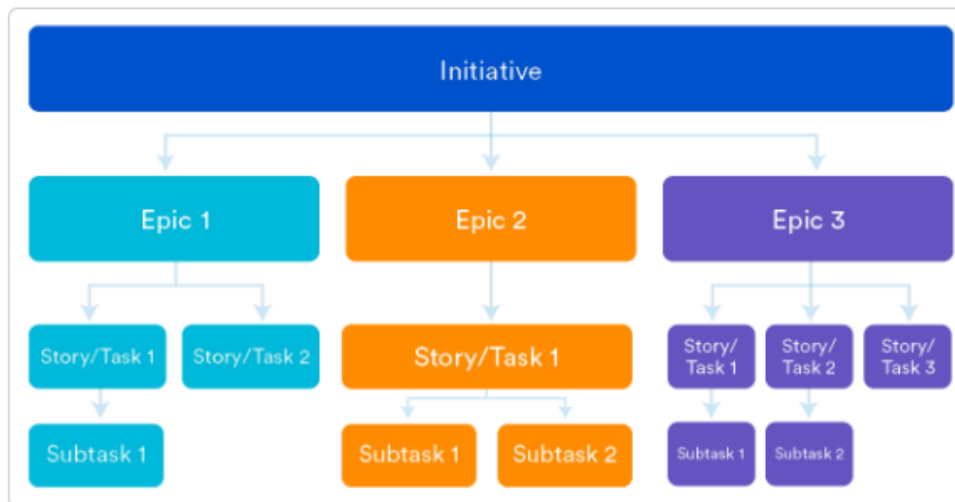 Initiative
Epic 1
Epic 2
Epic 3
Story/Task 1
Story/Task 2
Story/Task 1
Story/
Task 1
Story/
Task 2
Story/
Task 3
Subtask 1
Subtask 1
Subtask 2
Subtask 1
Subtask 2